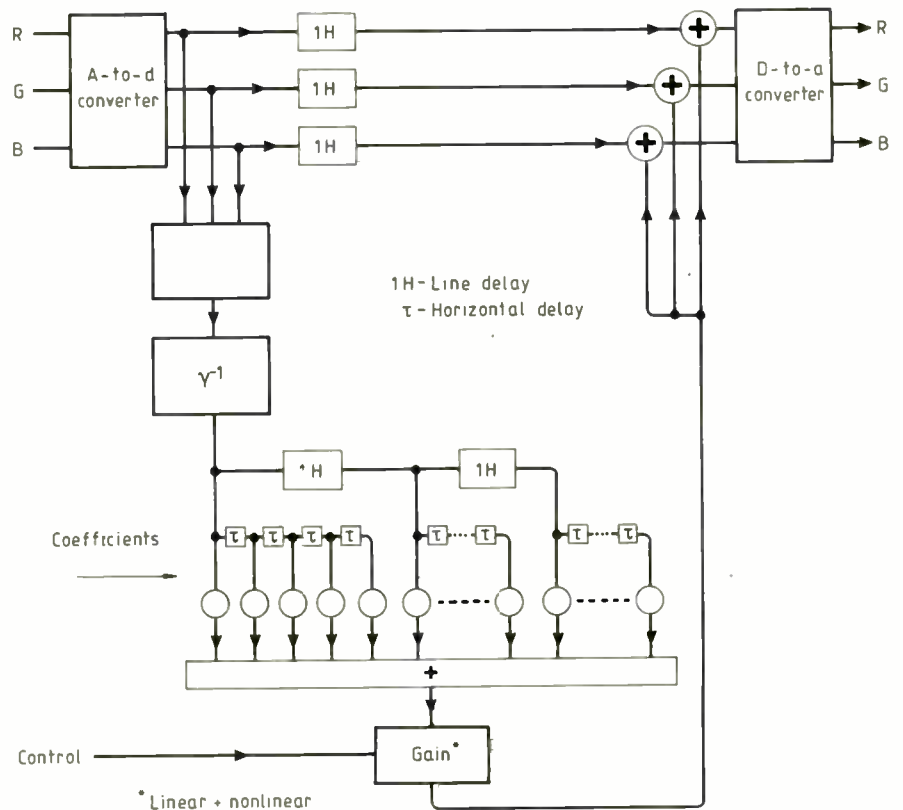 R
G
B
A-to-d
converter
1H
1H
1H
+
+
+
D-to-a
converter
R
G
B
1H-Line delay
τ-Horizontal delay
γ-1
H
1H
Coefficients
τ τ τ τ
τ τ
τ τ
+
Control
Gain*
*Linear + nonlinear